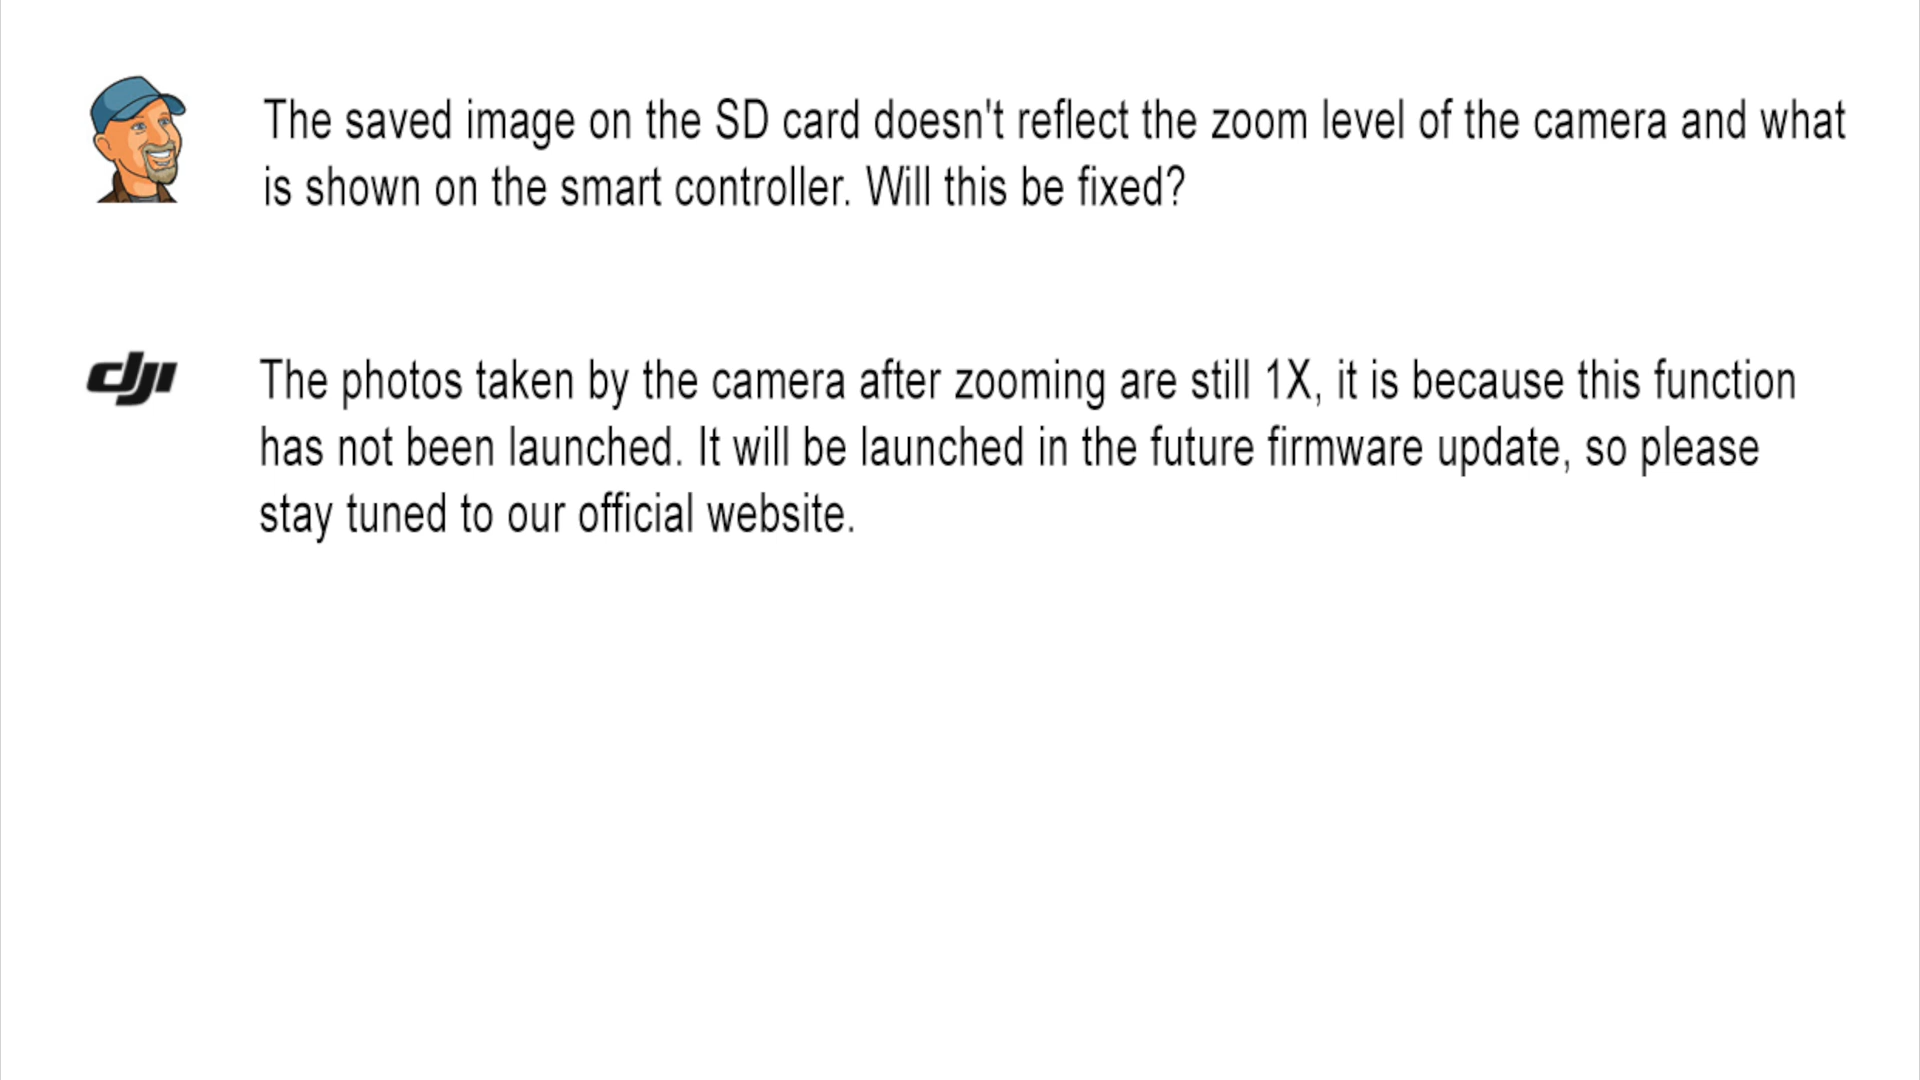 The saved image on the SD card doesn't reflect the zoom level of the camera and what
is shown on the smart controller. Will this be fixed?
dji
The photos taken by the camera after zooming are still 1X, it is because this function
has not been launched. It will be launched in the future firmware update, so please
stay tuned to our official website.